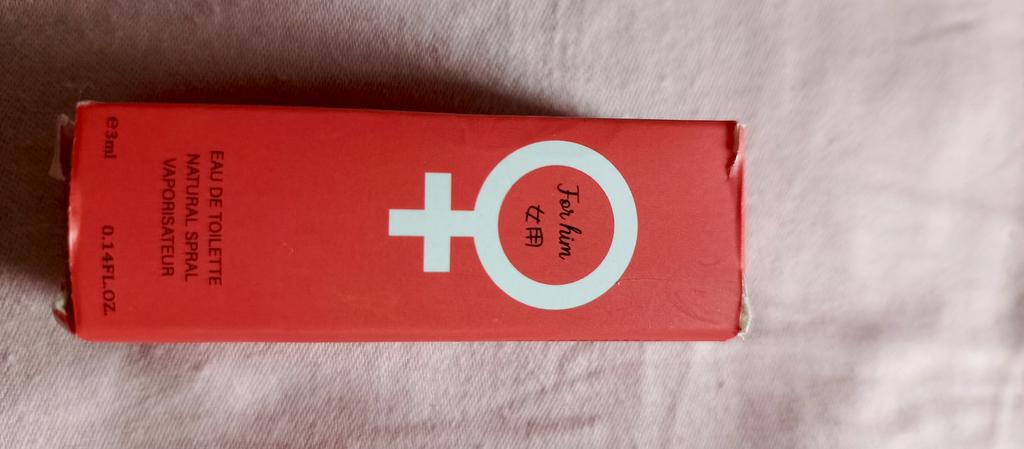 For him
女用
EAU DE TOILETTE
NATURAL SPRAL
VAPORISATEUR
℮3ml 0.14FL.OZ.